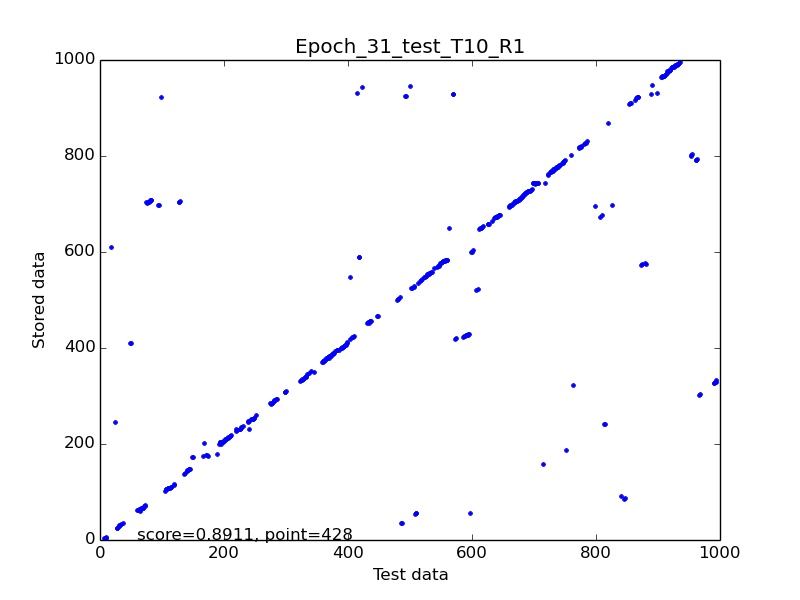 Epoch_31_test_T10_R1
1000
800
600
400
200
0
Stored data
score=0.8911, point=428
0 200 400 600 800 1000
Test data